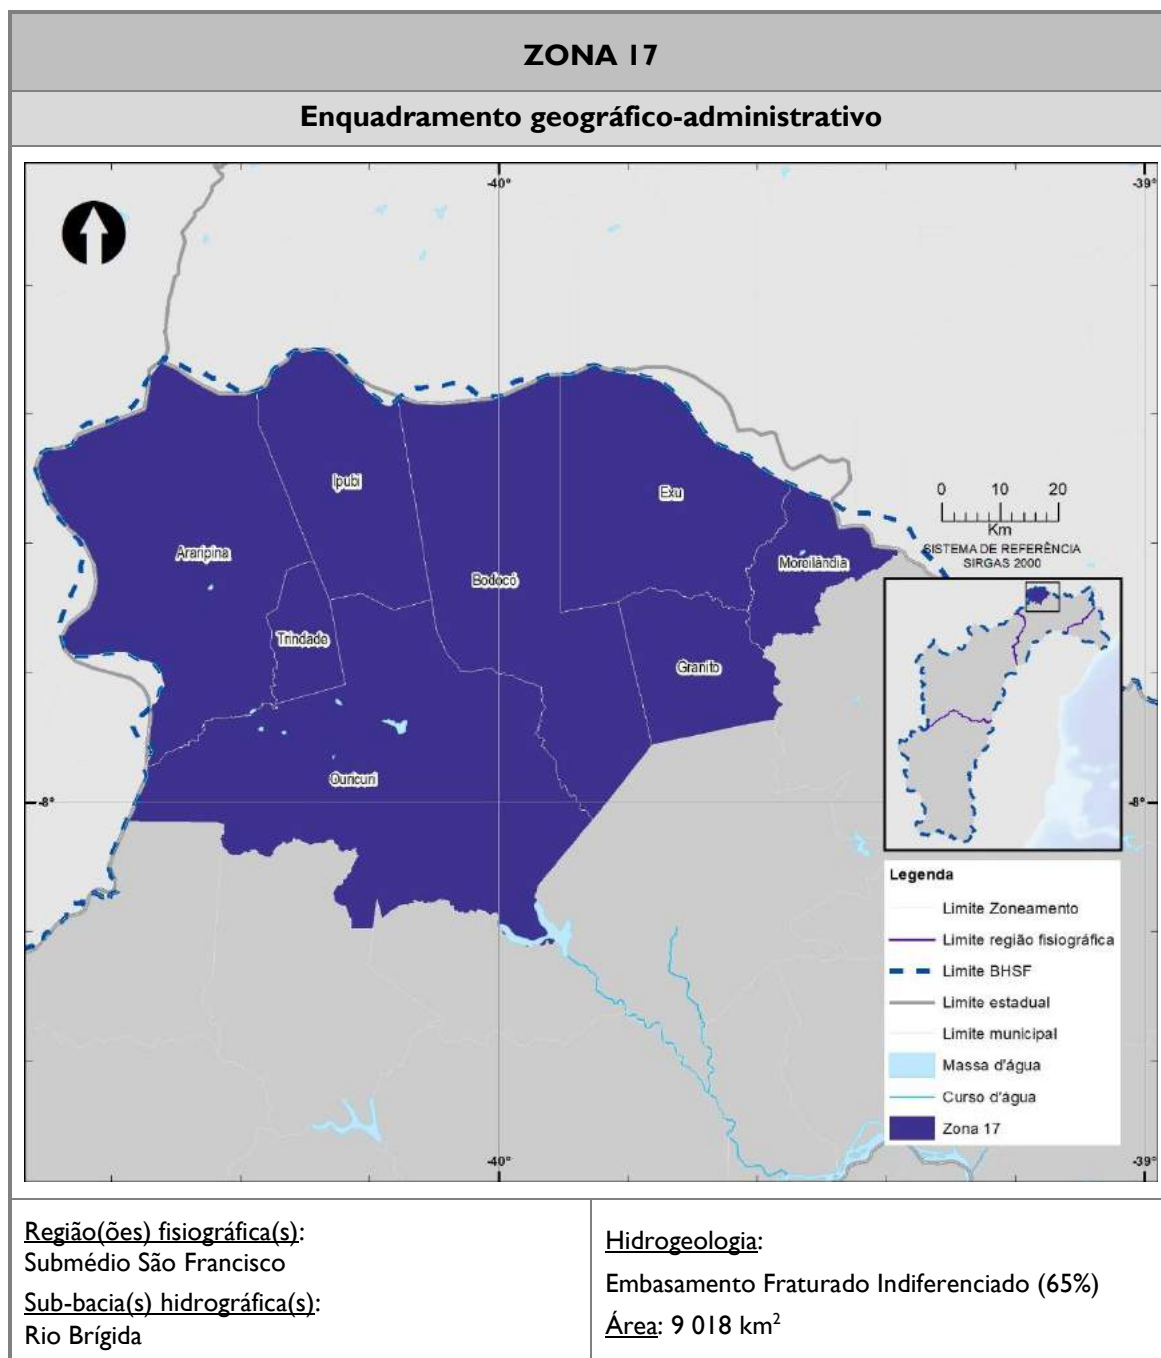 ZONA 17
Enquadramento geográfico-administrativo
-40°
-39°
Ipubi
Exu
Araripina
Bodocó
Moreilândia
Trindade
Granito
Ouricuri
0 10 20
Km
SISTEMA DE REFERÊNCIA
SIRGAS 2000
-8°
-8°
Legenda
Limite Zoneamento
Limite região fisiográfica
Limite BHSF
Limite estadual
Limite municipal
Massa d'água
Curso d'água
Zona 17
-40°
-39°
Região(ões) fisiográfica(s):
Submédio São Francisco
Sub-bacia(s) hidrográfica(s):
Rio Brígida
Hidrogeologia:
Embasamento Fraturado Indiferenciado (65%)
Área: 9 018 km²